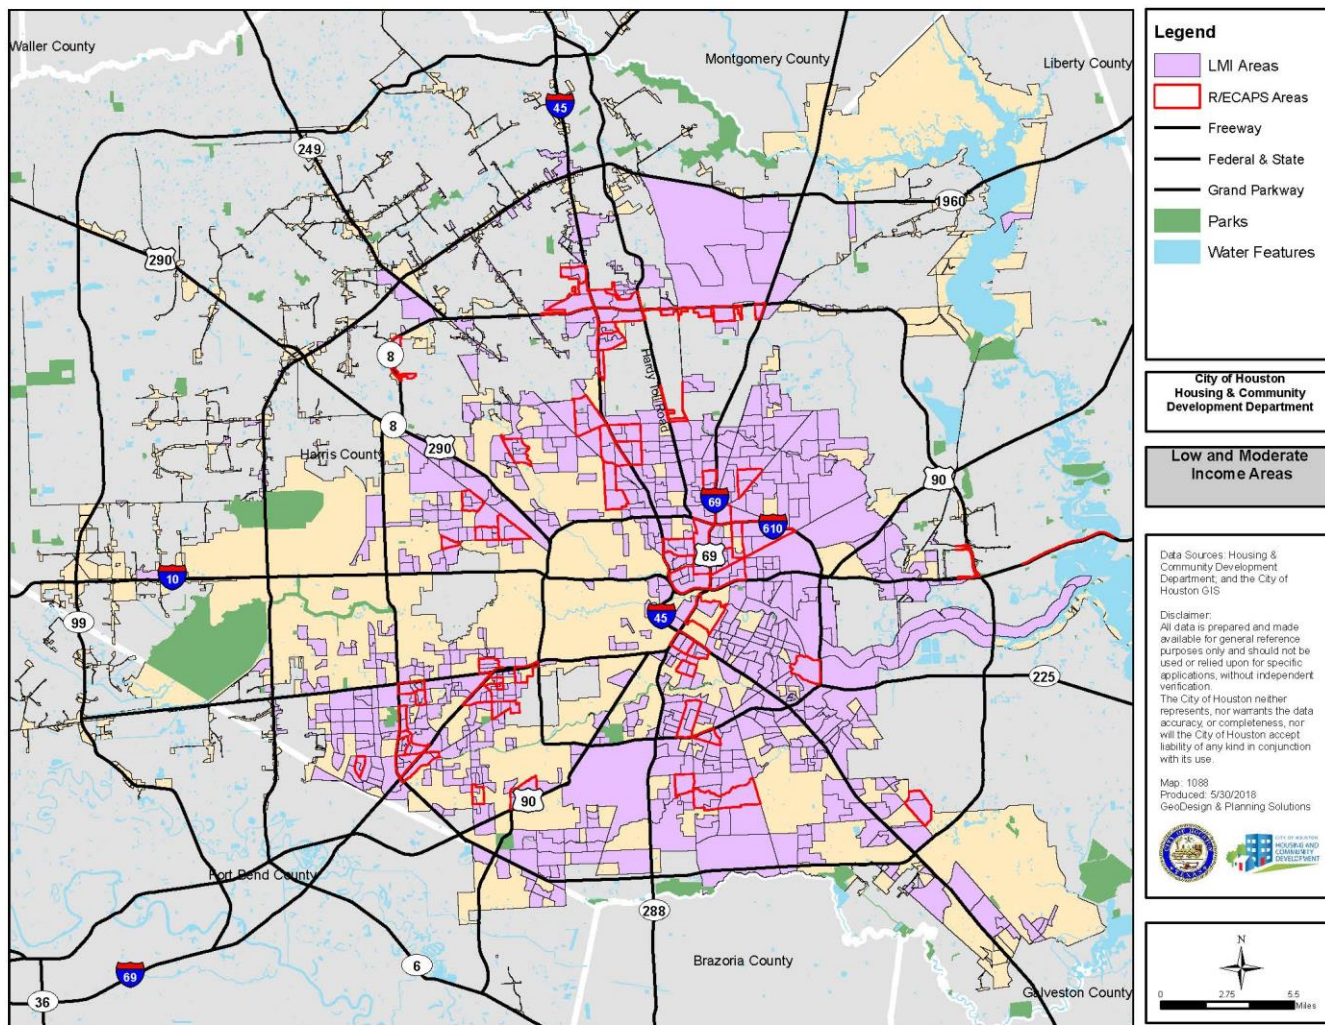 Waller County
Montgomery County
Liberty County
45
249
1960
290
8
Hardy Toll Road
8
290
Harris County
90
69
610
69
10
45
99
225
90
Fort Bend County
288
6
69
36
Brazoria County
Galveston County
Legend
LMI Areas
R/ECAPS Areas
Freeway
Federal & State
Grand Parkway
Parks
Water Features
City of Houston
Housing & Community
Development Department
Low and Moderate
Income Areas
Data Sources: Housing &
Community Development
Department; and the City of
Houston GIS
Disclaimer:
All data is prepared and made
available for general reference
purposes only and should not be
used or relied upon for specific
applications, without independent
verification.
The City of Houston neither
represents, nor warrants the data
accuracy, or completeness, nor
will the City of Houston accept
liability of any kind in conjunction
with its use.
Map: 1088
Produced: 5/30/2018
GeoDesign & Planning Solutions
CITY OF HOUSTON
HOUSING AND
COMMUNITY
DEVELOPMENT
N
0 2.75 5.5
Miles